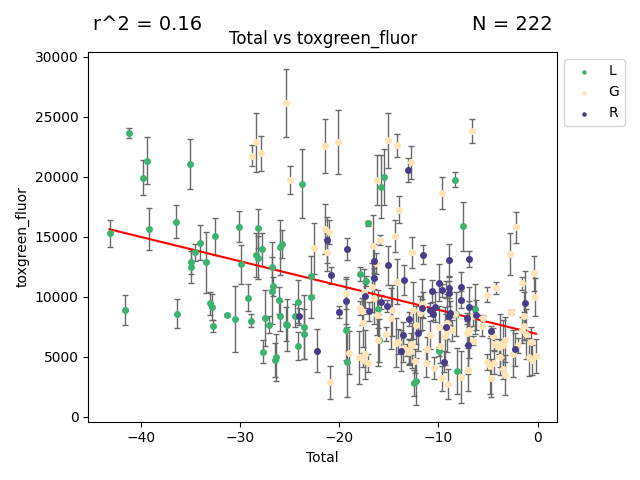 r^2 = 0.16
N = 222
Total vs toxgreen_fluor
30000
25000
20000
15000
10000
5000
0
toxgreen_fluor
−40
−30
−20
−10
0
Total
L
G
R